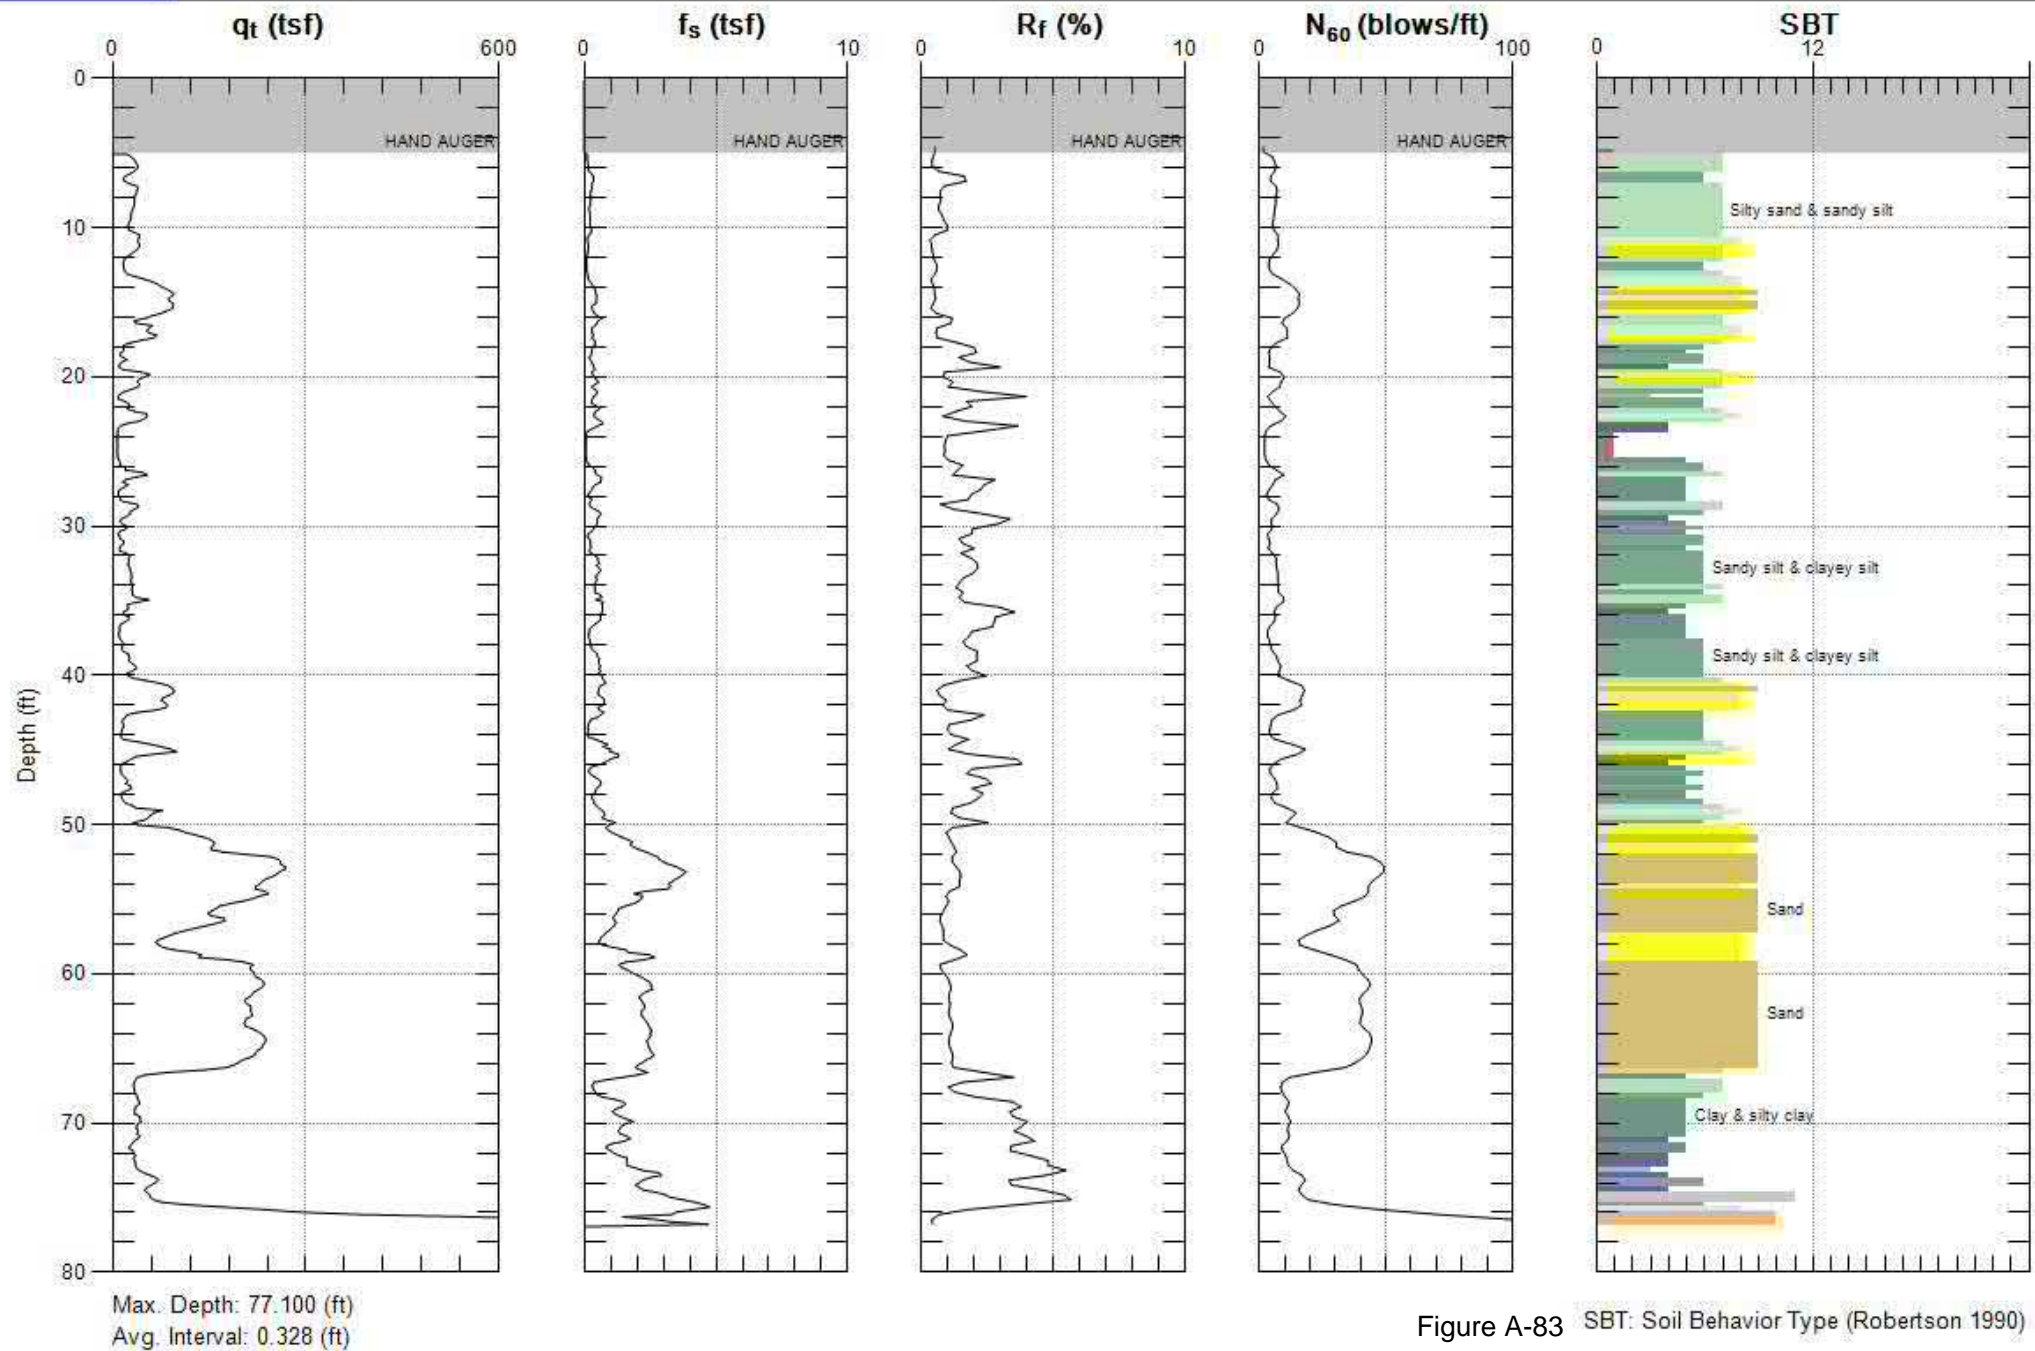 qt (tsf)
fs (tsf)
Rf (%)
N60 (blows/ft)
SBT
0 600
0 10
0 10
0 100
0 12
0
10
20
30
40
50
60
70
80
Depth (ft)
HAND AUGER
HAND AUGER
HAND AUGER
HAND AUGER
Silty sand & sandy silt
Sandy silt & clayey silt
Sandy silt & clayey silt
Sand
Sand
Clay & silty clay
Max. Depth: 77.100 (ft)
Avg. Interval: 0.328 (ft)
Figure A-83
SBT: Soil Behavior Type (Robertson 1990)